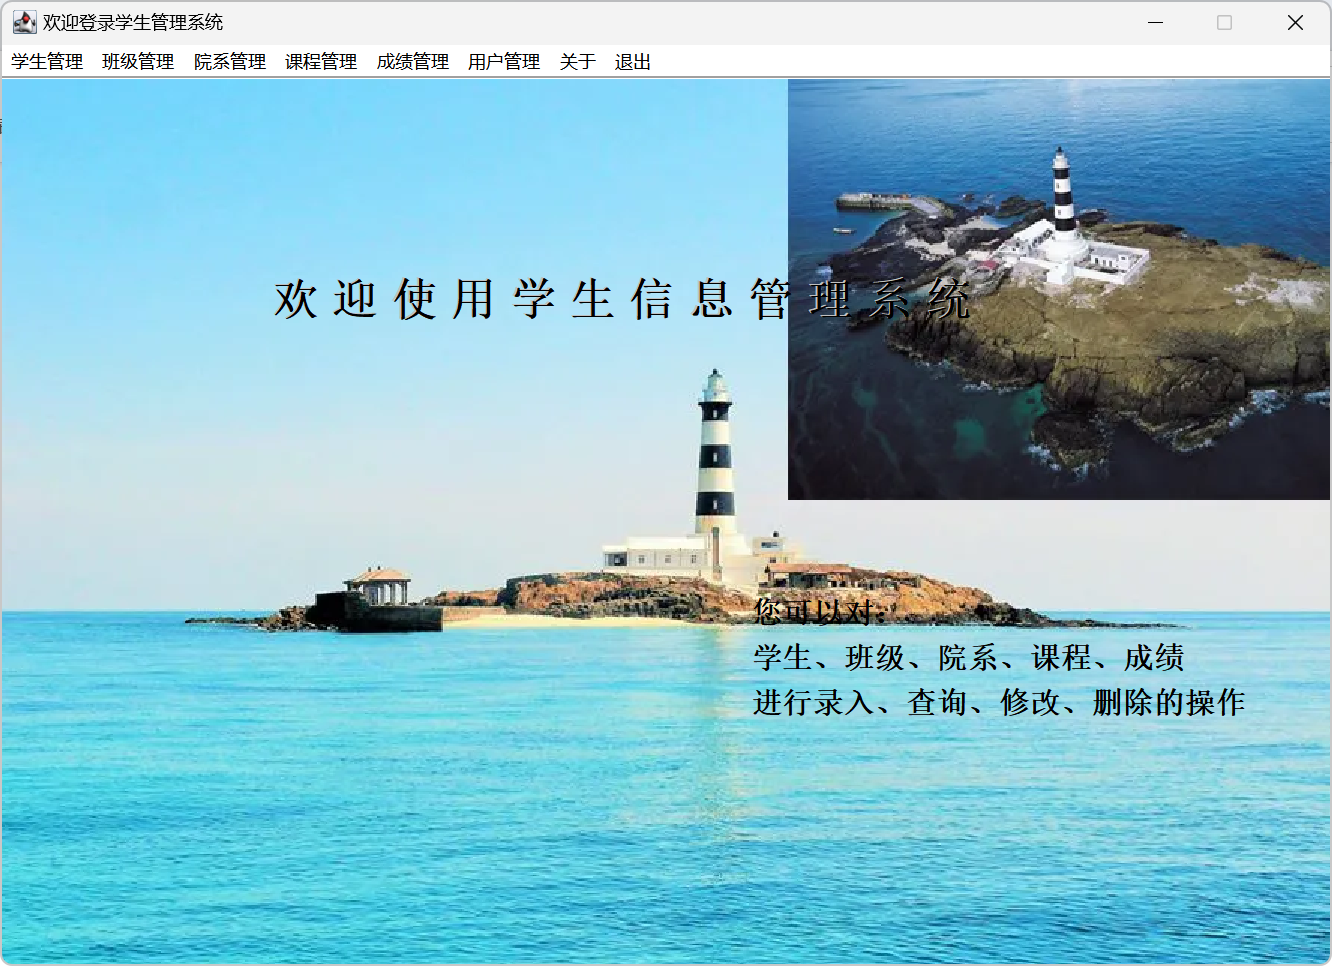 欢迎登录学生管理系统
学生管理 班级管理 院系管理 课程管理 成绩管理 用户管理 关于 退出
欢迎使用学生信息管理系统
您可以对:
学生、班级、院系、课程、成绩
进行录入、查询、修改、删除的操作